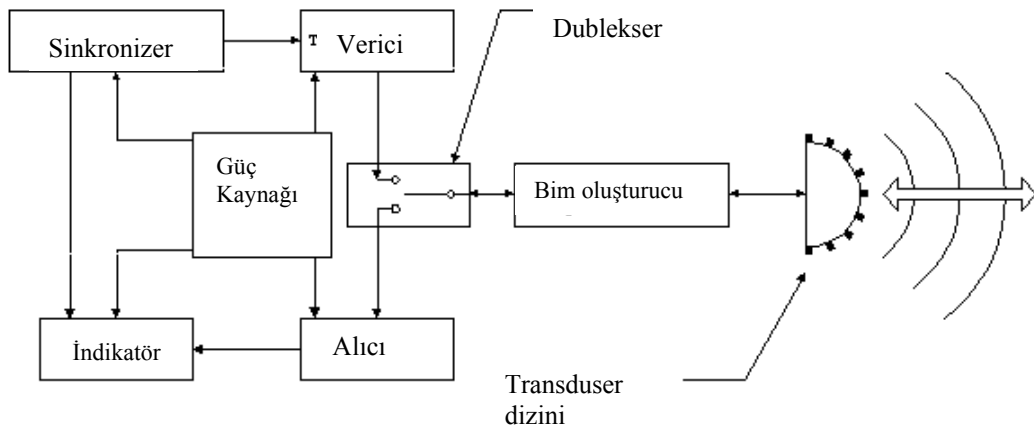 Dublekser
Sinkronizer
T Verici
Güç
Kaynağı
Bim oluşturucu
İndikatör
Alıcı
Transduser
dizini